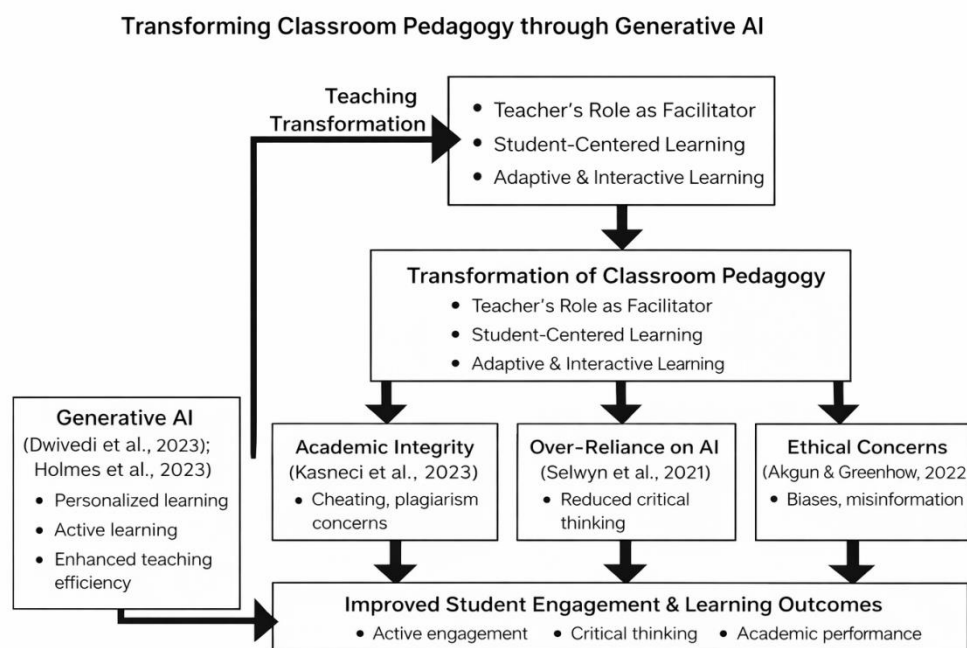 Transforming Classroom Pedagogy through Generative AI
Teaching
Transformation
• Teacher's Role as Facilitator
• Student-Centered Learning
• Adaptive & Interactive Learning
Transformation of Classroom Pedagogy
• Teacher's Role as Facilitator
• Student-Centered Learning
• Adaptive & Interactive Learning
Generative AI
(Dwivedi et al., 2023);
Holmes et al., 2023)
• Personalized learning
• Active learning
• Enhanced teaching
efficiency
Academic Integrity
(Kasneci et al., 2023)
• Cheating, plagiarism
concerns
Over-Reliance on AI
(Selwyn et al., 2021)
• Reduced critical
thinking
Ethical Concerns
(Akgun & Greenhow, 2022
• Biases, misinformation
Improved Student Engagement & Learning Outcomes
• Active engagement • Critical thinking • Academic performance